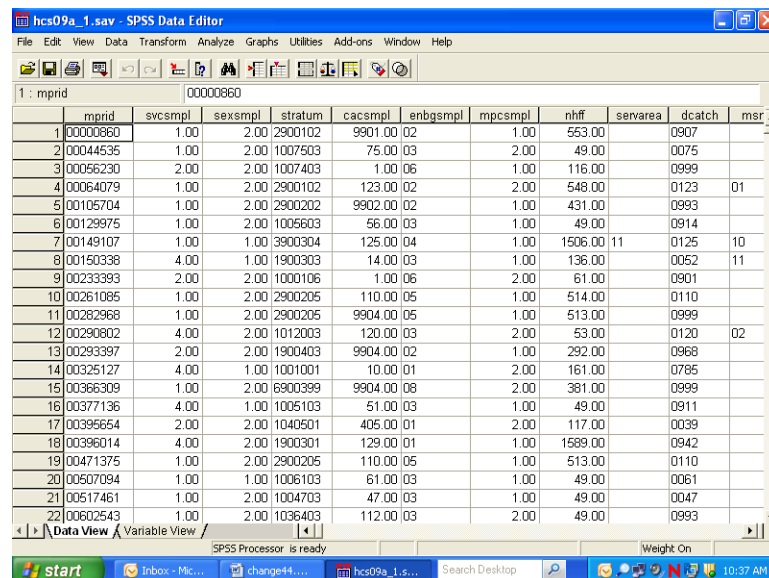 hcs09a_1.sav - SPSS Data Editor
File Edit View Data Transform Analyze Graphs Utilities Add-ons Window Help
1 : mprid 00000860
mprid svcsmpl sexsmpl stratum cacsmpl enbgsmpl mpcsmpl nhff servarea dcatch msr
1 00000860 1.00 2.00 2900102 9901.00 02 1.00 553.00 0907
2 00044535 1.00 2.00 1007503 75.00 03 2.00 49.00 0075
3 00056230 2.00 2.00 1007403 1.00 06 1.00 116.00 0999
4 00064079 1.00 2.00 2900102 123.00 02 2.00 548.00 0123 01
5 00105704 1.00 2.00 2900202 9902.00 02 1.00 431.00 0993
6 00129975 1.00 2.00 1005603 56.00 03 1.00 49.00 0914
7 00149107 1.00 1.00 3900304 125.00 04 1.00 1506.00 11 0125 10
8 00150338 4.00 1.00 1900303 14.00 03 1.00 136.00 0052 11
9 00233393 2.00 2.00 1000106 1.00 06 2.00 61.00 0901
10 00261085 1.00 2.00 2900205 110.00 05 1.00 514.00 0110
11 00282968 1.00 2.00 2900205 9904.00 05 1.00 513.00 0999
12 00290802 4.00 2.00 1012003 120.00 03 2.00 53.00 0120 02
13 00293397 2.00 2.00 1900403 9904.00 02 1.00 292.00 0968
14 00325127 4.00 1.00 1001001 10.00 01 2.00 161.00 0785
15 00366309 1.00 2.00 6900399 9904.00 08 2.00 381.00 0999
16 00377136 4.00 1.00 1005103 51.00 03 1.00 49.00 0911
17 00395654 2.00 2.00 1040501 405.00 01 2.00 117.00 0039
18 00396014 4.00 2.00 1900301 129.00 01 1.00 1589.00 0942
19 00471375 1.00 2.00 2900205 110.00 05 1.00 513.00 0110
20 00507094 1.00 1.00 1006103 61.00 03 1.00 49.00 0061
21 00517461 1.00 2.00 1004703 47.00 03 1.00 49.00 0047
22 00602543 1.00 2.00 1036403 112.00 03 2.00 49.00 0993
Data View Variable View
SPSS Processor is ready Weight On
start Inbox - Mic... change44.... hcs09a_1.s... Search Desktop 10:37 AM